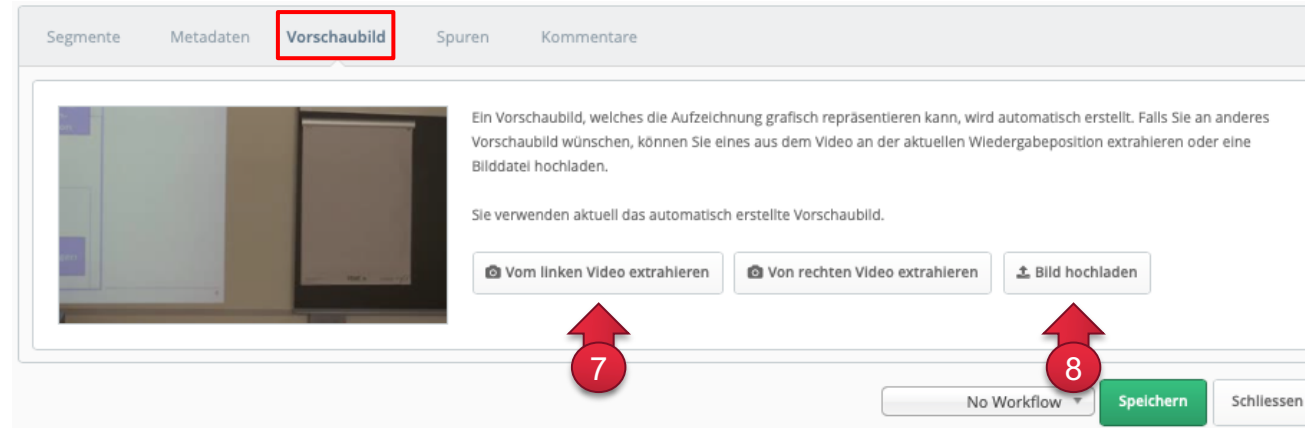 Segmente Metadaten Vorschaubild Spuren Kommentare
Ein Vorschaubild, welches die Aufzeichnung grafisch repräsentieren kann, wird automatisch erstellt. Falls Sie an anderes
Vorschaubild wünschen, können Sie eines aus dem Video an der aktuellen Wiedergabeposition extrahieren oder eine
Bilddatei hochladen.
Sie verwenden aktuell das automatisch erstellte Vorschaubild.
Vom linken Video extrahieren Von rechten Video extrahieren Bild hochladen
7 8
No Workflow Speichern Schliessen